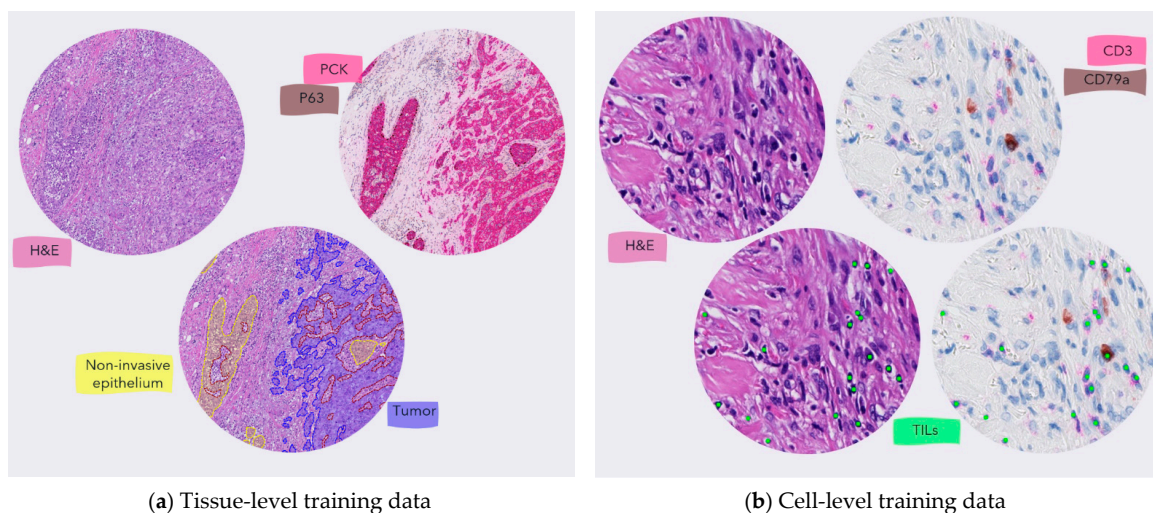 PCK
P63
H&E
Non-invasive
epithelium
Tumor
(a) Tissue-level training data
CD3
CD79a
H&E
TILs
(b) Cell-level training data